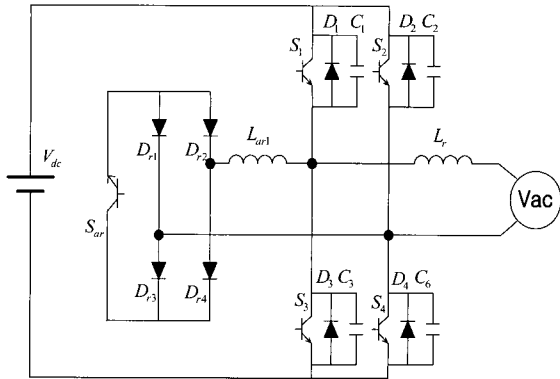 D1 C1 D2 C2
S1 S2
Lar1 Lr
Dr1 Dr2
Vdc
Vac
Sar
Dr3 Dr4
D3 C3 D4 C6
S3 S4